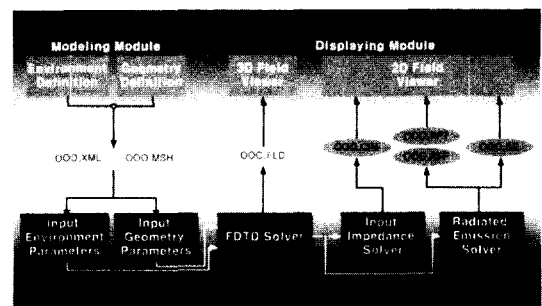 Modeling Module
Displaying Module
Environment
Definition
Geometry
Definition
3D Field
Viewer
2D Field
Viewer
OOO.XML
OOO.MSH
OOO.FLD
Input
Environment
Parameters
Input
Geometry
Parameters
FDTD Solver
Input
Impedance
Solver
Radiated
Emission
Solver